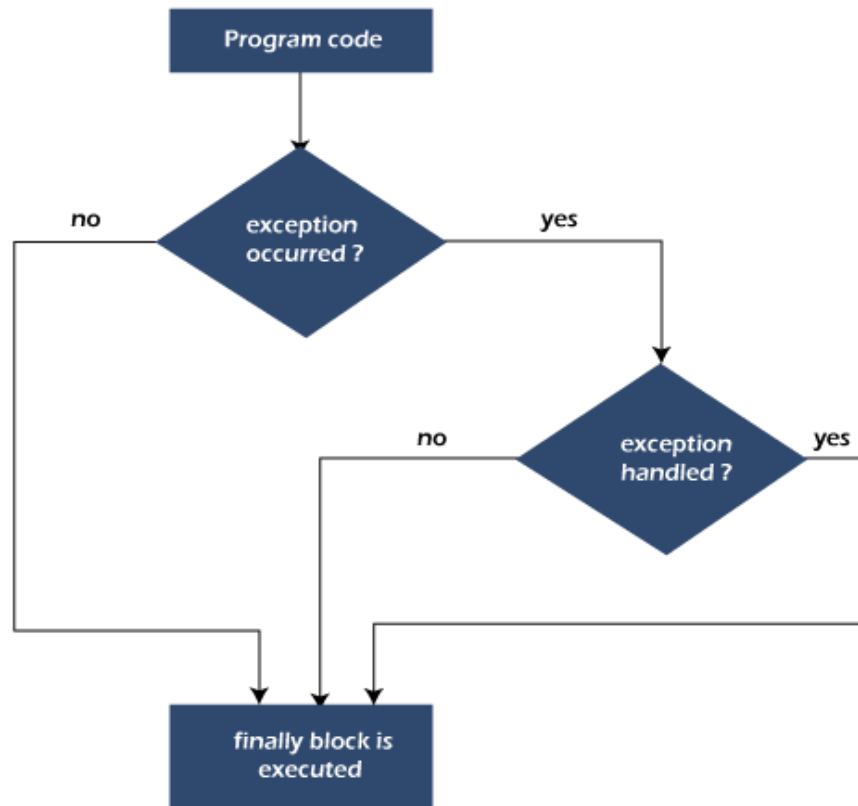 Program code
no
exception
occurred ?
yes
no
exception
handled ?
yes
finally block is
executed